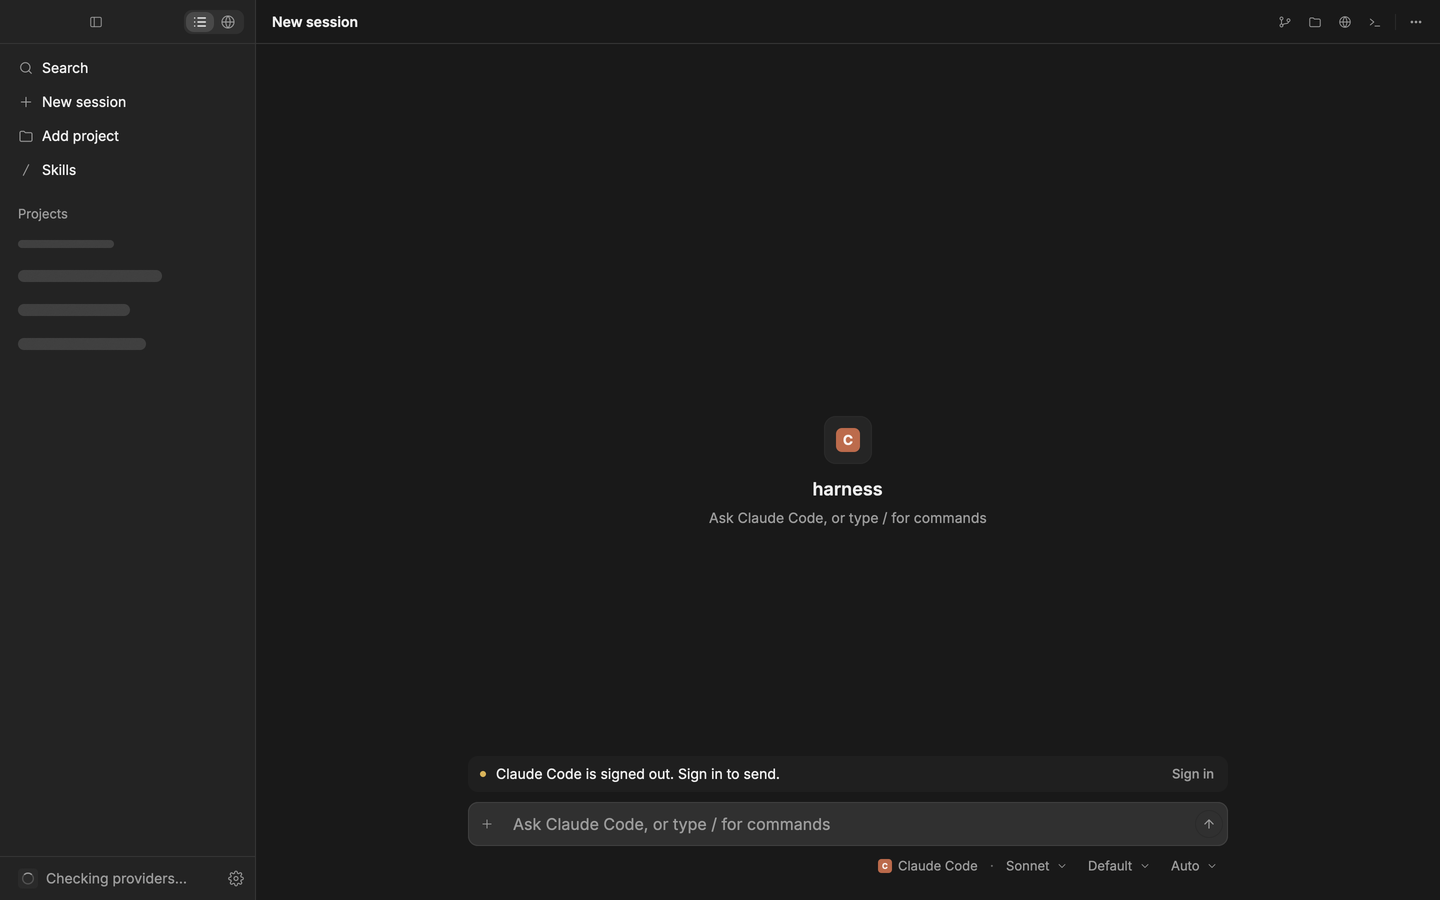 New session
Search
New session
Add project
Skills
Projects
C
harness
Ask Claude Code, or type / for commands
Claude Code is signed out. Sign in to send.
Sign in
Ask Claude Code, or type / for commands
C Claude Code · Sonnet Default Auto
Checking providers...